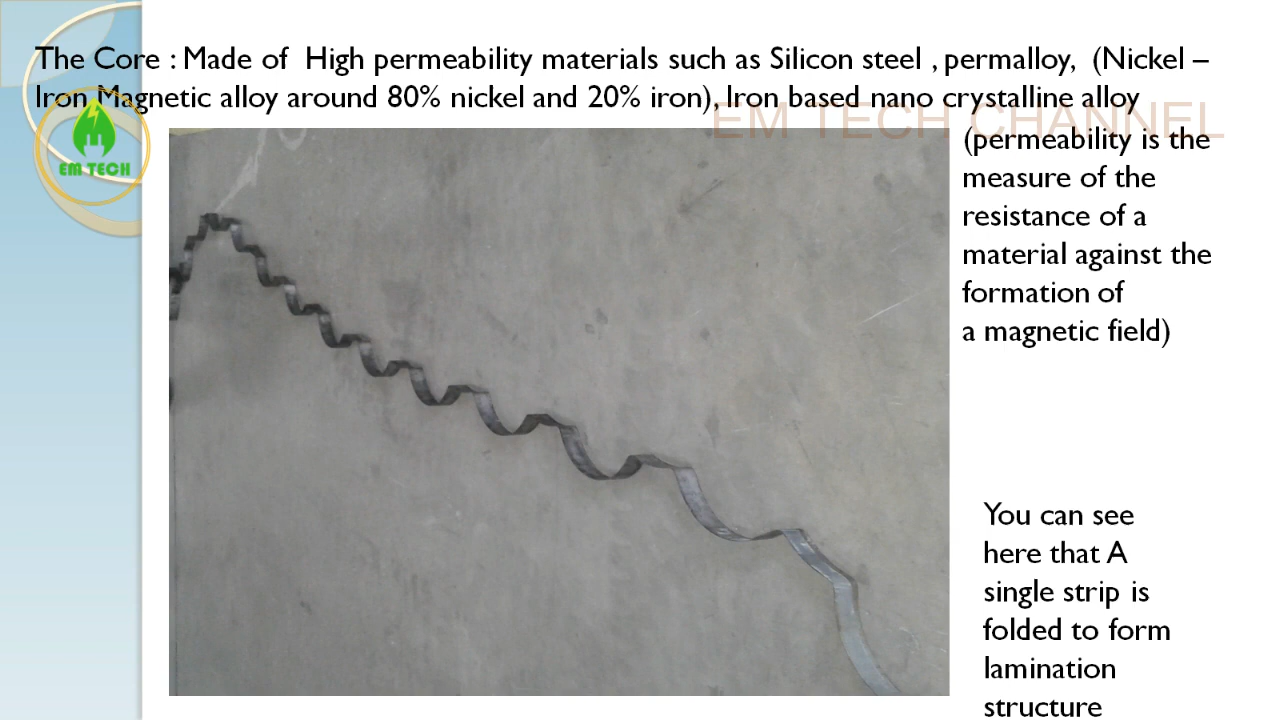 The Core : Made of High permeability materials such as Silicon steel , permalloy, (Nickel –
Iron Magnetic alloy around 80% nickel and 20% iron), Iron based nano crystalline alloy
EM TECH CHANNEL
EM TECH
(permeability is the
measure of the
resistance of a
material against the
formation of
a magnetic field)
You can see
here that A
single strip is
folded to form
lamination
structure